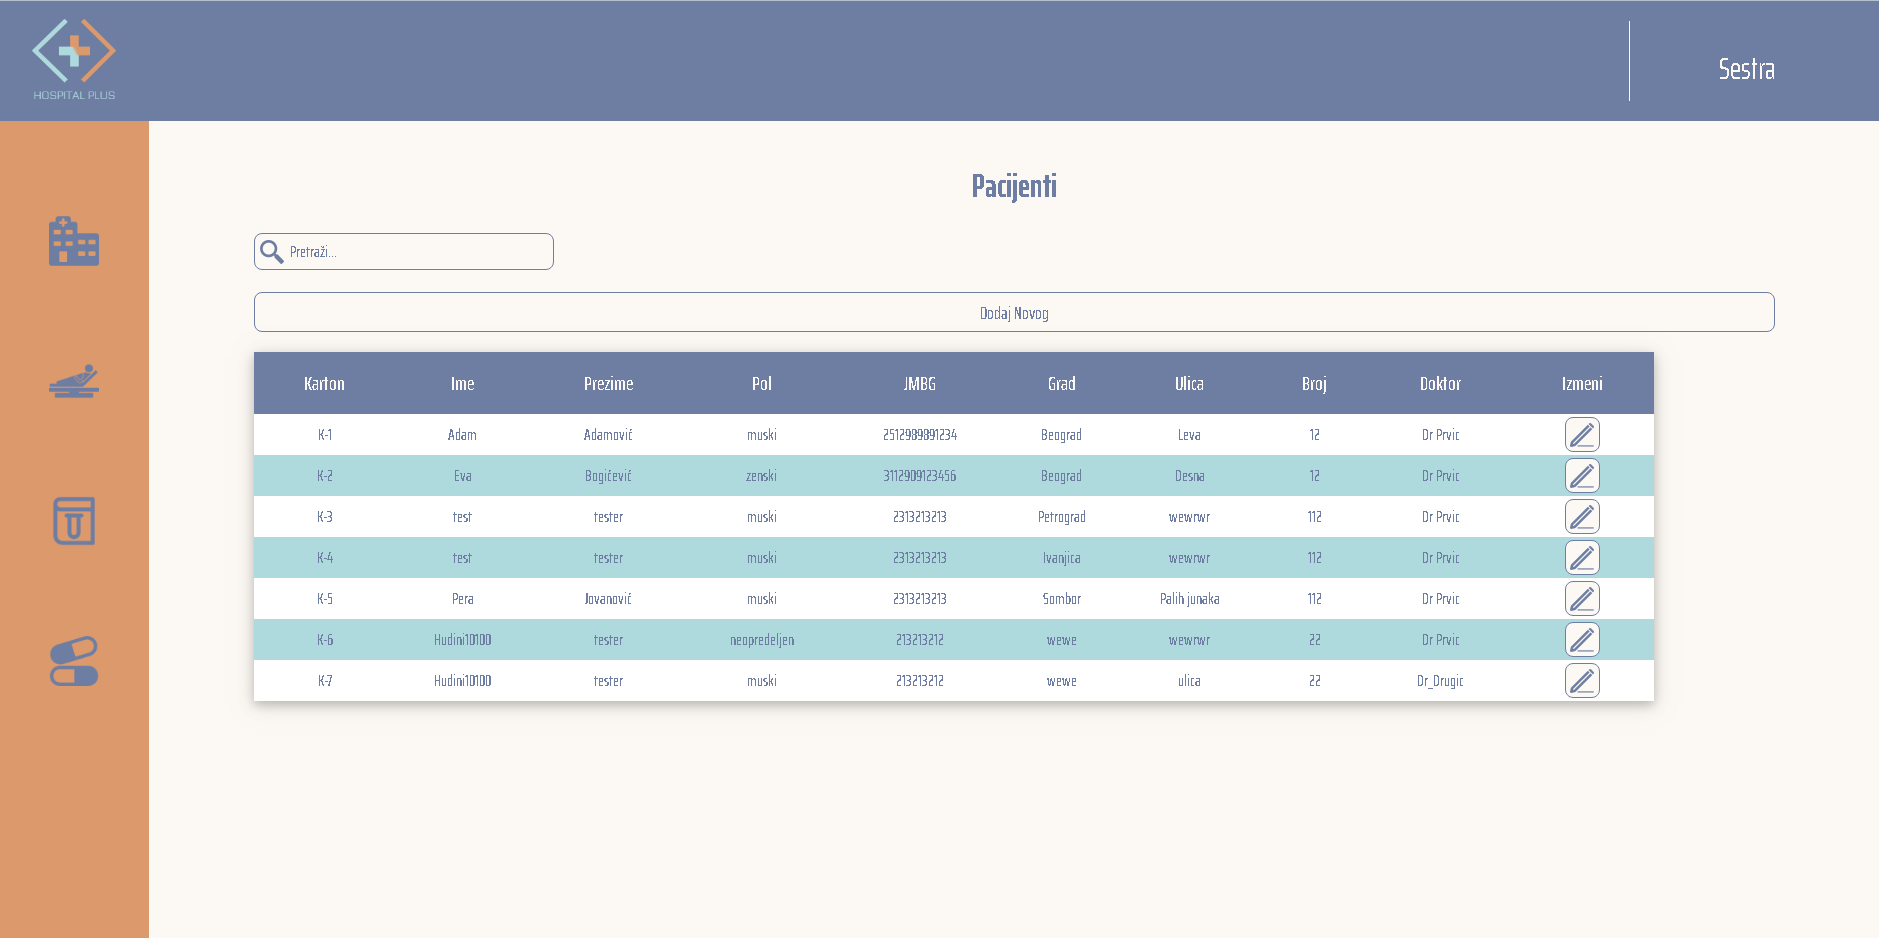 HOSPITAL PLUS
Sestra
Pacijenti
Pretraži...
Dodaj Novog
Karton Ime Prezime Pol JMBG Grad Ulica Broj Doktor Izmeni
K-1 Adam Adamović muski 2512989891234 Beograd Leva 12 Dr Prvic
K-2 Eva Bogićević zenski 3112909123456 Beograd Desna 12 Dr Prvic
K-3 test tester muski 2313213213 Petrograd wewrwr 112 Dr Prvic
K-4 test tester muski 2313213213 Ivanjica wewrwr 112 Dr Prvic
K-5 Pera Jovanović muski 2313213213 Sombor Palih junaka 112 Dr Prvic
K-6 Hudini10100 tester neopredeljen 213213212 wewe wewrwr 22 Dr Prvic
K-7 Hudini10100 tester muski 213213212 wewe ulica 22 Dr_Drugic